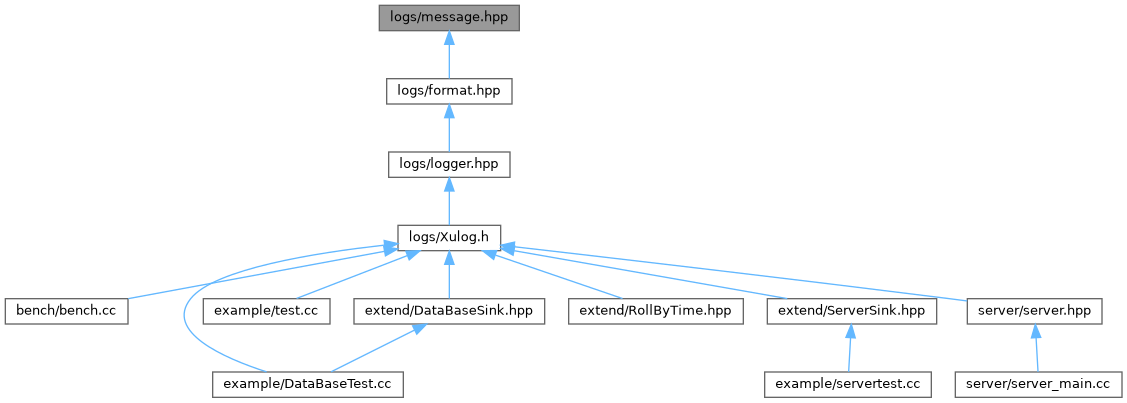 logs/message.hpp
logs/format.hpp
logs/logger.hpp
logs/Xulog.h
bench/bench.cc
example/test.cc
extend/DataBaseSink.hpp
extend/RollByTime.hpp
extend/ServerSink.hpp
server/server.hpp
example/DataBaseTest.cc
example/servertest.cc
server/server_main.cc